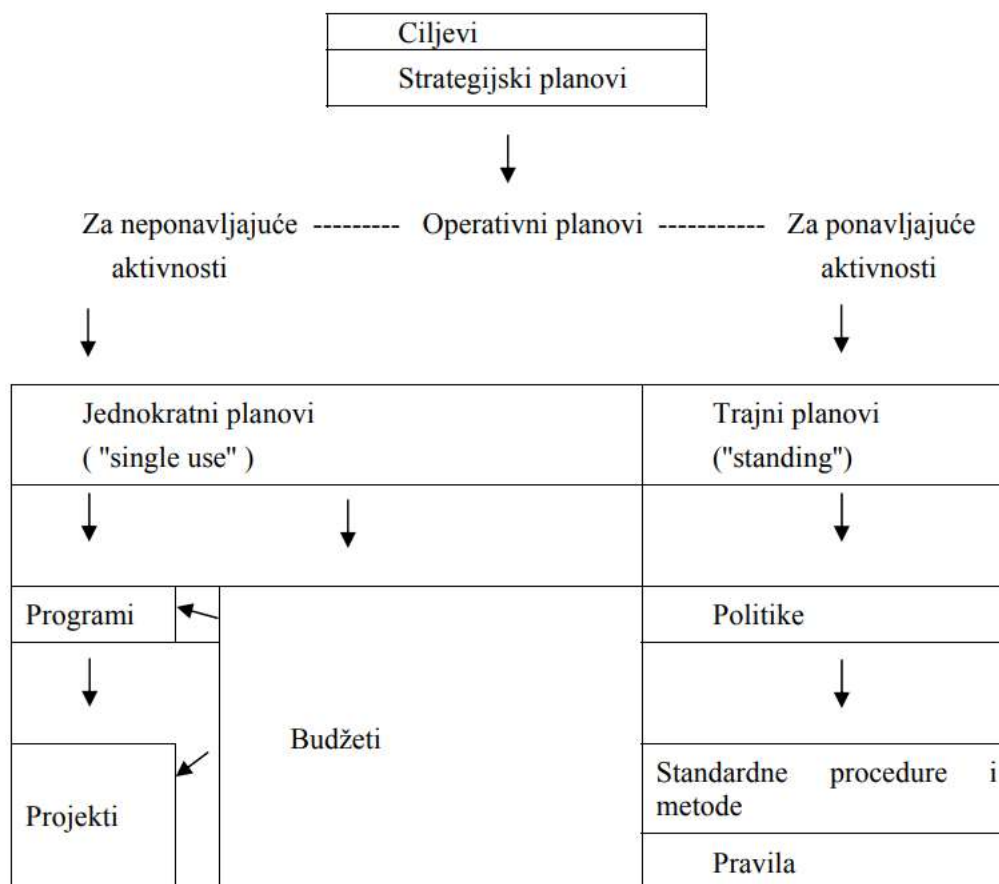 Ciljevi
Strategijski planovi
Za neponavljajuće --------- Operativni planovi ----------- Za ponavljajuće
aktivnosti aktivnosti
Jednokratni planovi Trajni planovi
( "single use" ) ("standing")
Programi Politike
Budžeti
Standardne procedure i
metode
Projekti
Pravila